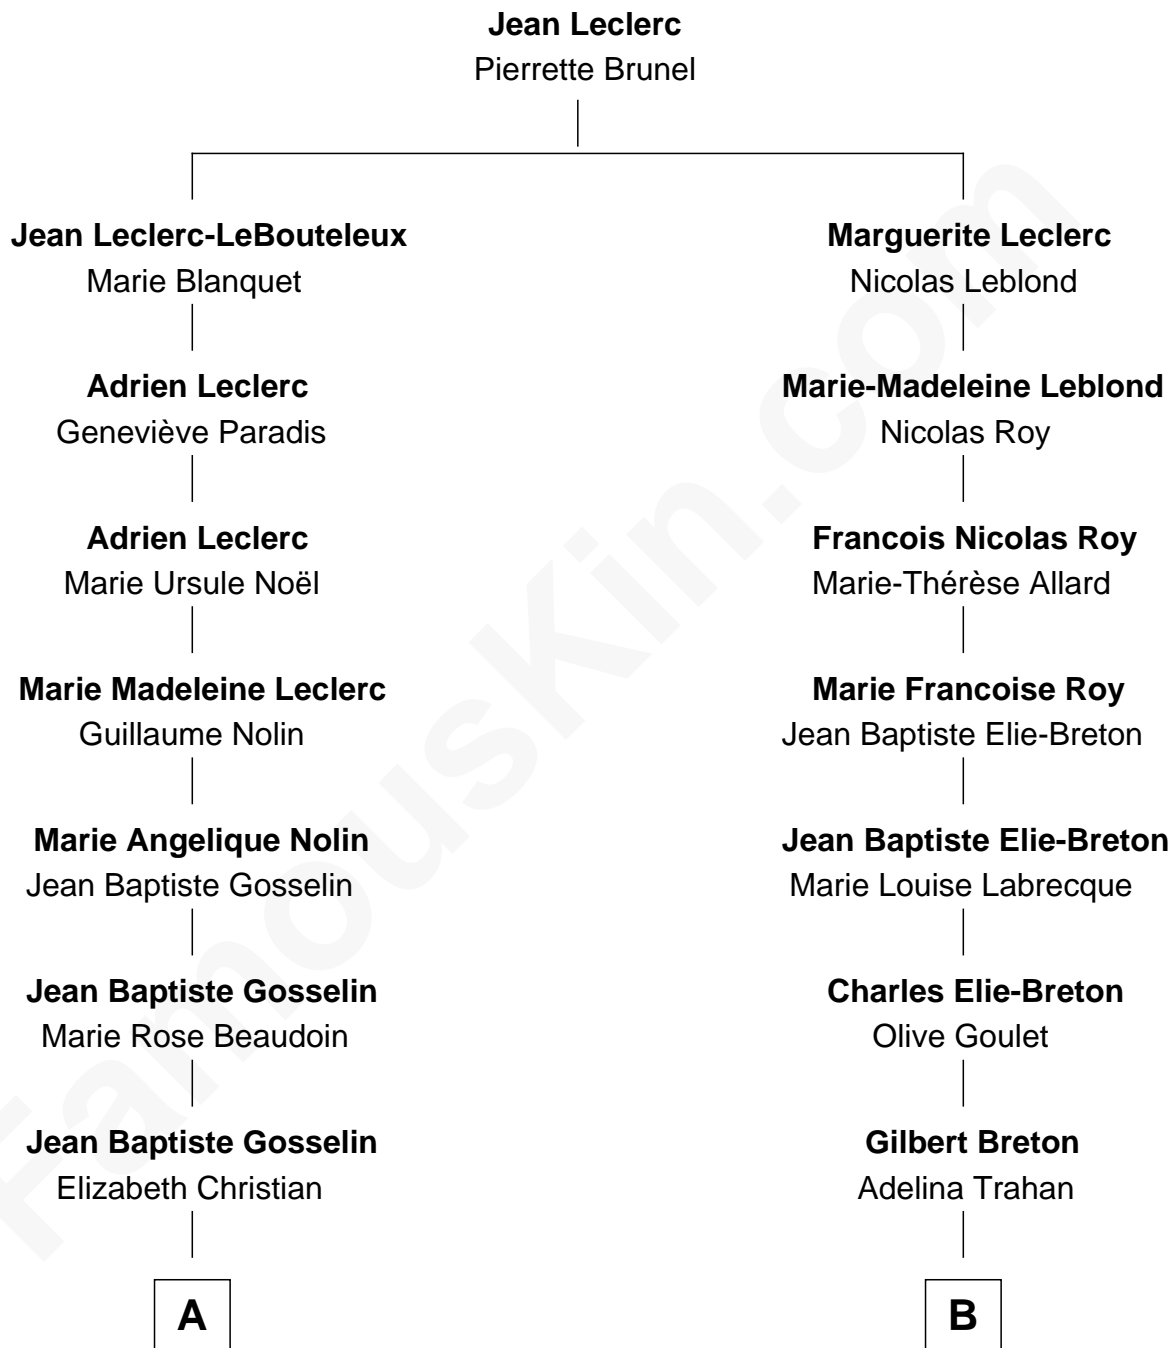 Jean Leclerc
Pierrette Brunel
Jean Leclerc-LeBouteleux
Marie Blanquet
Marguerite Leclerc
Nicolas Leblond
Adrien Leclerc
Geneviève Paradis
Marie-Madeleine Leblond
Nicolas Roy
Adrien Leclerc
Marie Ursule Noël
Francois Nicolas Roy
Marie-Thérèse Allard
Marie Madeleine Leclerc
Guillaume Nolin
Marie Francoise Roy
Jean Baptiste Elie-Breton
Marie Angelique Nolin
Jean Baptiste Gosselin
Jean Baptiste Elie-Breton
Marie Louise Labrecque
Jean Baptiste Gosselin
Marie Rose Beaudoin
Charles Elie-Breton
Olive Goulet
Jean Baptiste Gosselin
Elizabeth Christian
Gilbert Breton
Adelina Trahan
A
B
FamousKin.com